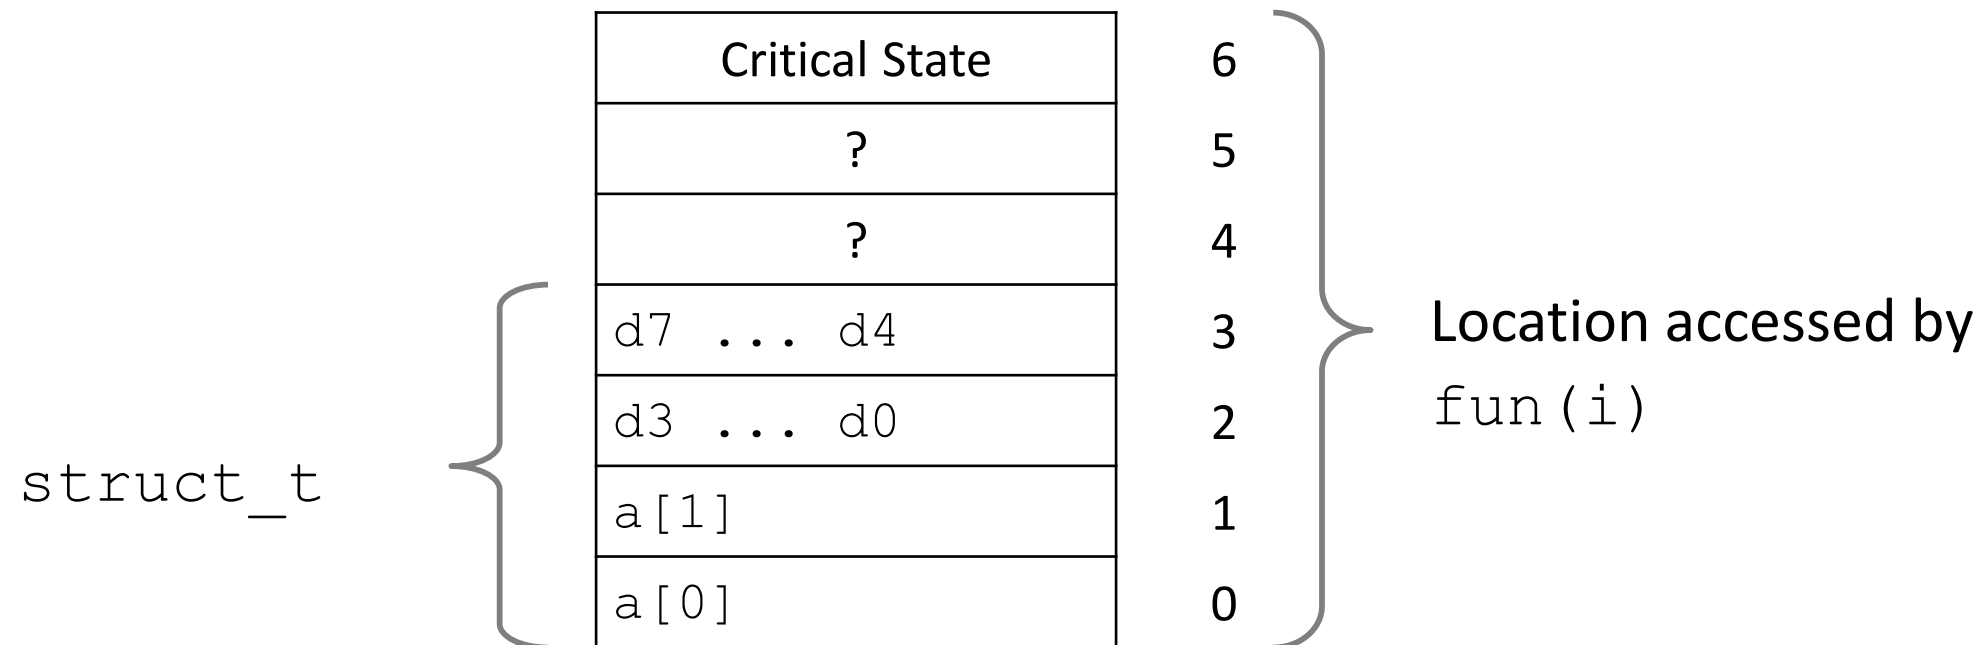 Critical State 6
? 5
? 4
d7 ... d4 3
d3 ... d0 2
a[1] 1
a[0] 0
struct_t
Location accessed by
fun(i)